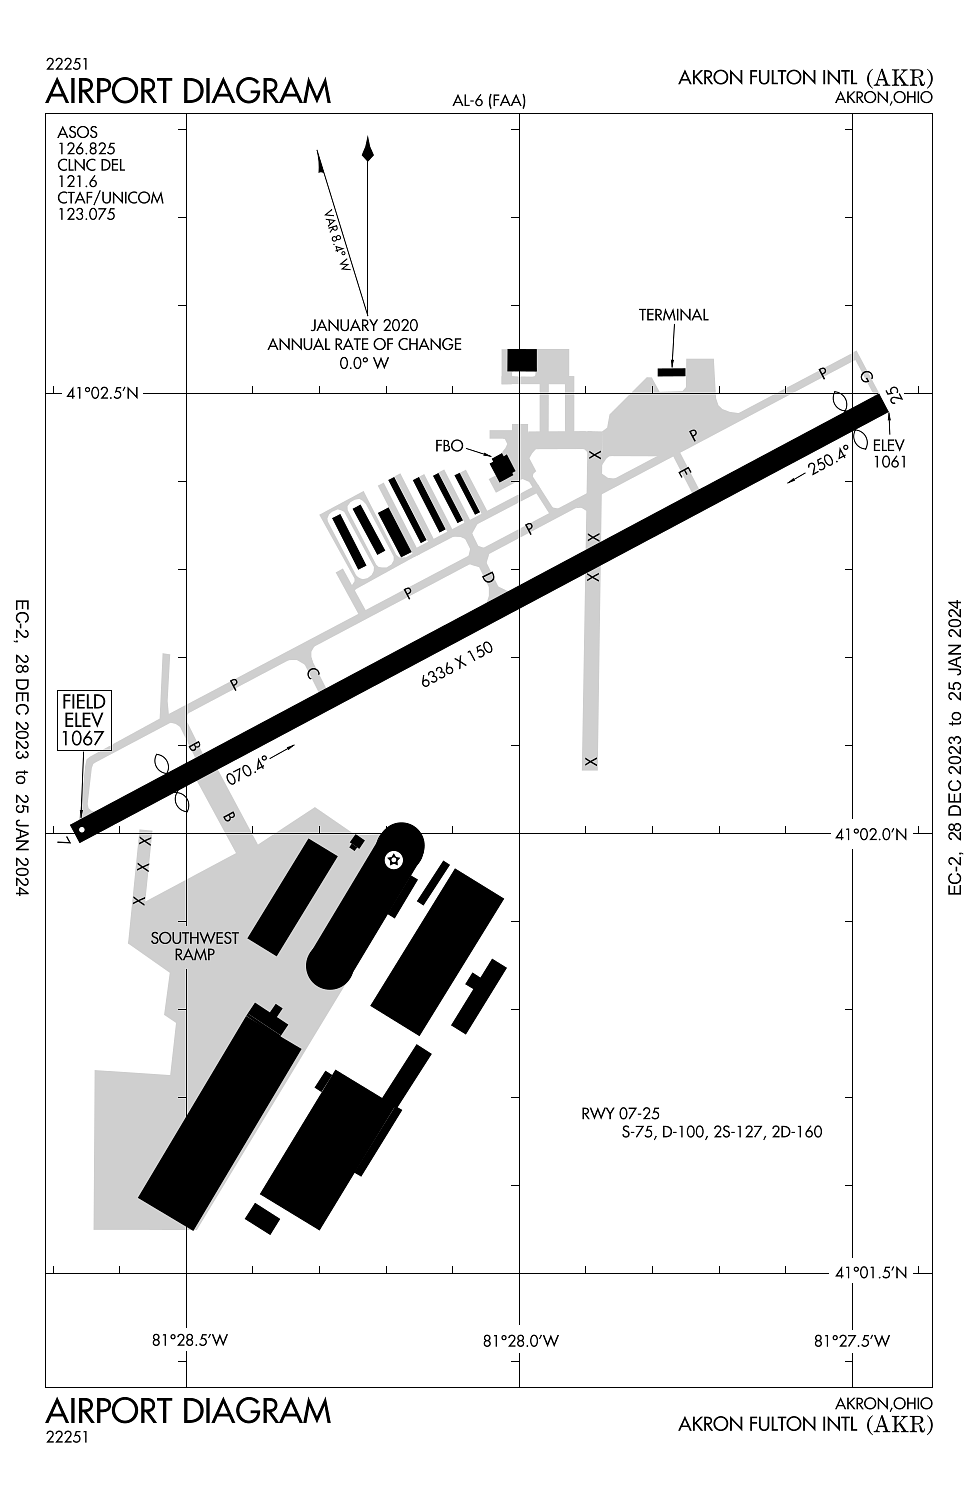 22251
AIRPORT DIAGRAM
AL-6 (FAA)
AKRON FULTON INTL (AKR)
AKRON,OHIO
ASOS
126.825
CLNC DEL
121.6
CTAF/UNICOM
123.075
VAR 8.4° W
JANUARY 2020
ANNUAL RATE OF CHANGE
0.0° W
TERMINAL
41°02.5'N
P
G
25
FBO
P
X
E
250.4°
ELEV
1061
P
X
X
D
P
6336 X 150
C
P
FIELD
ELEV
1067
B
070.4°
X
B
7
41°02.0'N
X
X
X
SOUTHWEST
RAMP
RWY 07-25
S-75, D-100, 2S-127, 2D-160
41°01.5'N
81°28.5'W
81°28.0'W
81°27.5'W
EC-2, 28 DEC 2023 to 25 JAN 2024
EC-2, 28 DEC 2023 to 25 JAN 2024
AIRPORT DIAGRAM
22251
AKRON,OHIO
AKRON FULTON INTL (AKR)